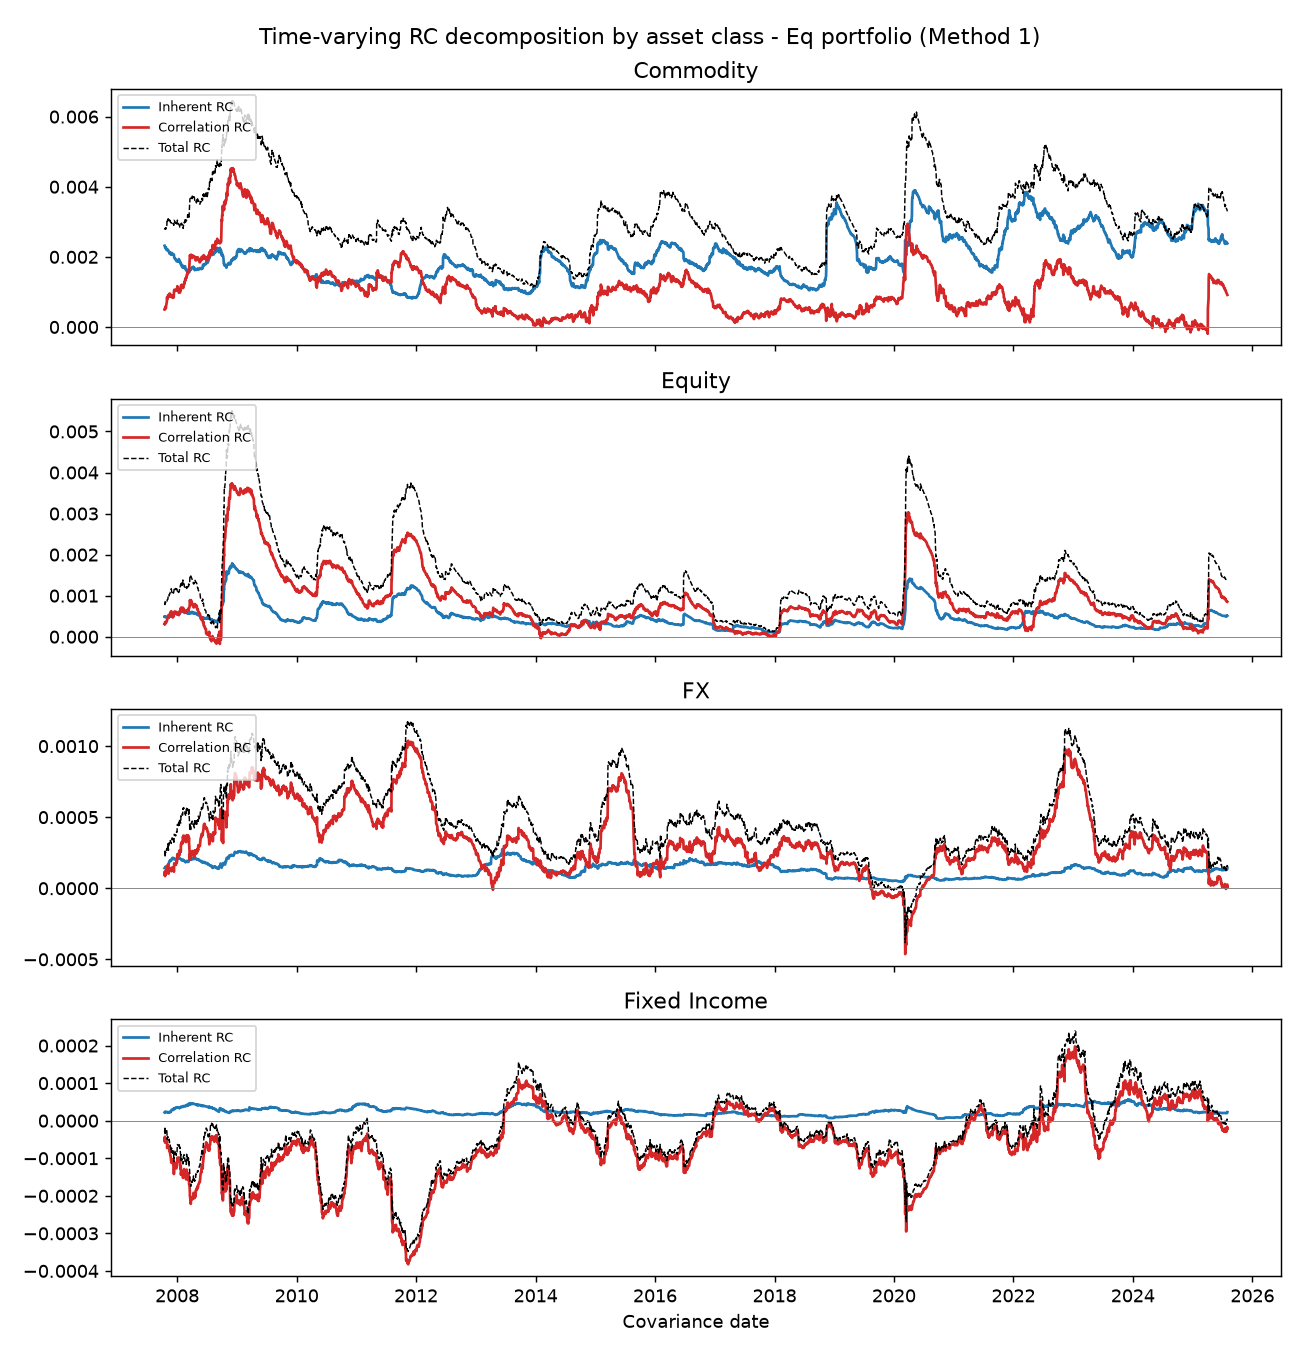 Time-varying RC decomposition by asset class - Eq portfolio (Method 1)
Commodity
Inherent RC
Correlation RC
Total RC
0.006
0.004
0.002
0.000
Equity
Inherent RC
Correlation RC
Total RC
0.005
0.004
0.003
0.002
0.001
0.000
FX
Inherent RC
Correlation RC
Total RC
0.0010
0.0005
0.0000
−0.0005
Fixed Income
Inherent RC
Correlation RC
Total RC
0.0002
0.0001
0.0000
−0.0001
−0.0002
−0.0003
−0.0004
2008 2010 2012 2014 2016 2018 2020 2022 2024 2026
Covariance date